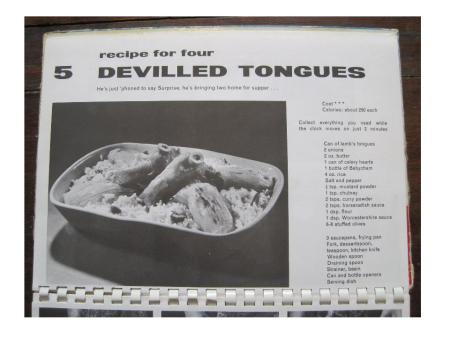 recipe for four
5 DEVILLED TONGUES
He's just 'phoned to say Surprise, he's bringing two home for supper . . .
Cost * * *
Calories: about 290 each
Collect everything you need while
the clock moves on just 2 minutes
Can of lamb's tongues
2 onions
2 oz. butter
1 can of celery hearts
1 bottle of Babycham
4 oz. rice
Salt and pepper
1 tsp. mustard powder
1 tsp. chutney
2 tsps. curry powder
2 tsps. horseradish sauce
1 dsp. flour
1 dsp. Worcestershire sauce
6-8 stuffed olives
3 saucepans, frying pan
Fork, dessertspoon,
teaspoon, kitchen knife
Wooden spoon
Draining spoon
Strainer, basin
Can and bottle openers
Serving dish